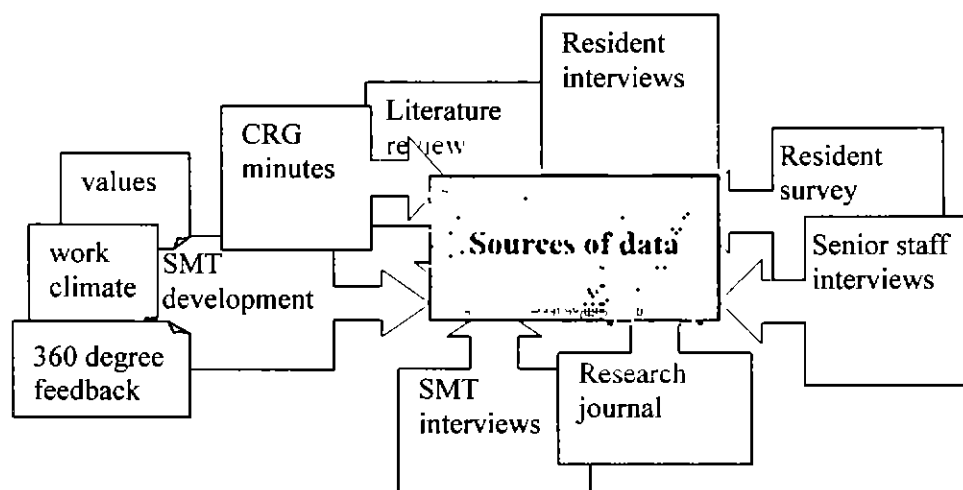 Resident
interviews
Literature
review
CRG
minutes
values
work
climate
SMT
development
360 degree
feedback
Sources of data
Resident
survey
Senior staff
interviews
SMT
interviews
Research
journal